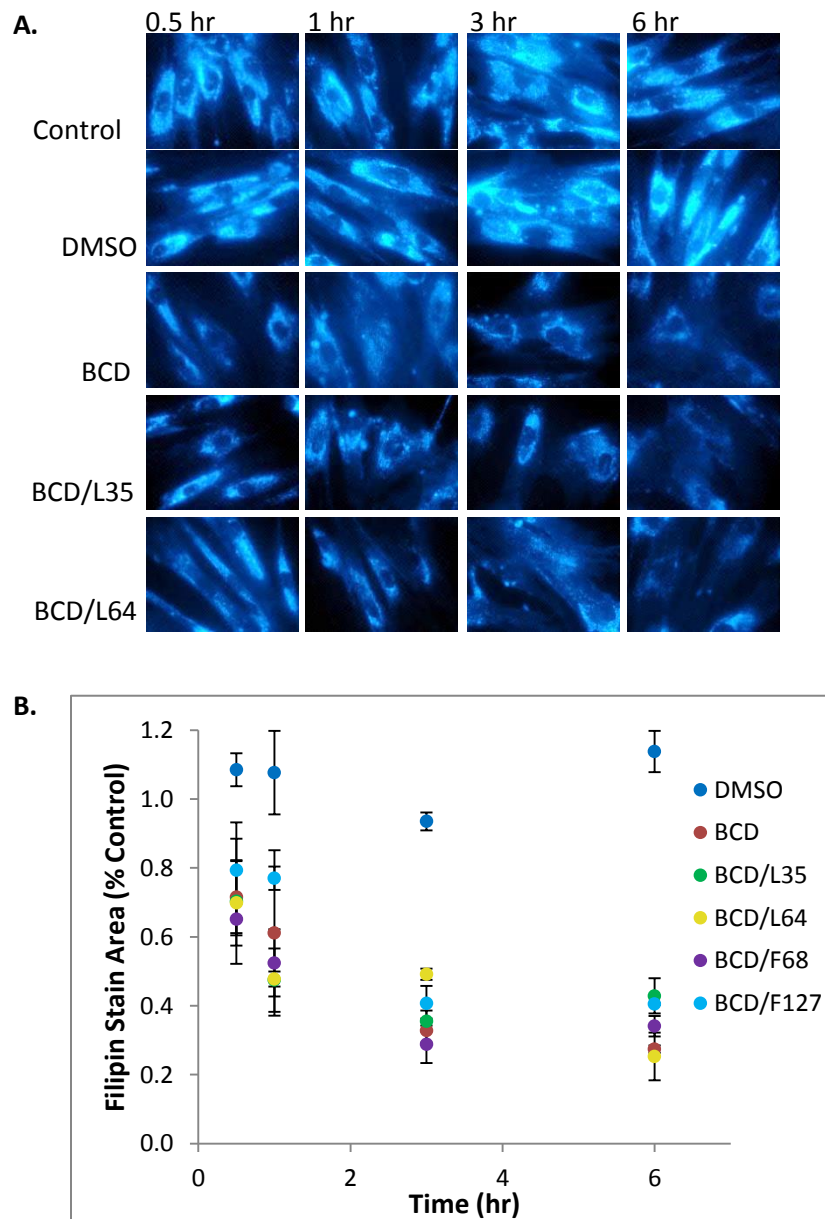 A.
0.5 hr 1 hr 3 hr 6 hr
Control
DMSO
BCD
BCD/L35
BCD/L64
B.
Filipin Stain Area (% Control)
1.2
1.0
0.8
0.6
0.4
0.2
0.0
DMSO
BCD
BCD/L35
BCD/L64
BCD/F68
BCD/F127
0 2 4 6
Time (hr)